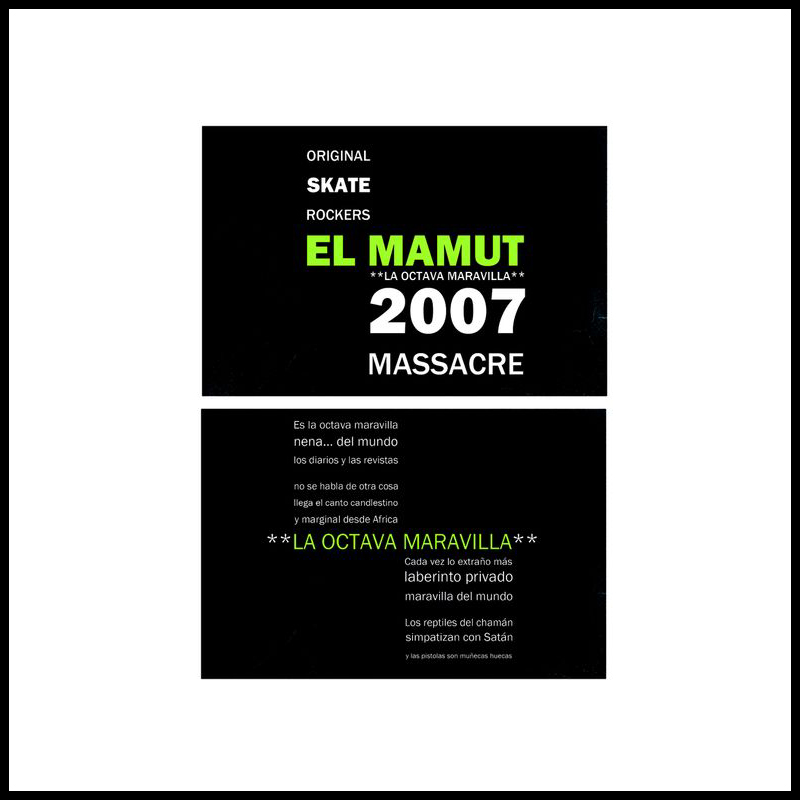 ORIGINAL
SKATE
ROCKERS
EL MAMUT
**LA OCTAVA MARAVILLA**
2007
MASSACRE
Es la octava maravilla
nena... del mundo
los diarios y las revistas
no se habla de otra cosa
llega el canto candlestino
y marginal desde Africa
**LA OCTAVA MARAVILLA**
Cada vez lo extraño más
laberinto privado
maravilla del mundo
Los reptiles del chamán
simpatizan con Satán
y las pistolas son muñecas huecas